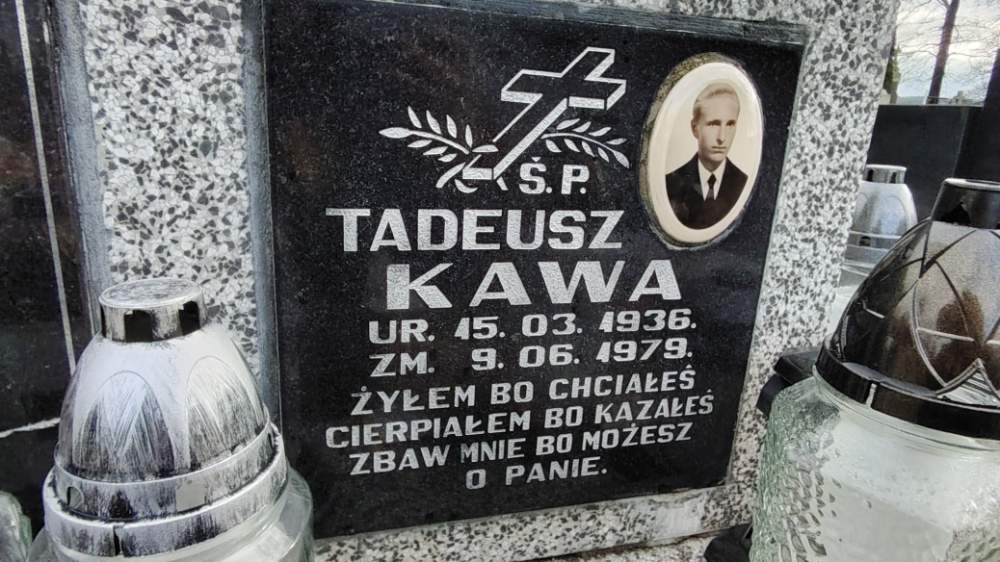 Ś.P.
TADEUSZ
KAWA
UR. 15. 03. 1936.
ZM. 9. 06. 1979.
ŻYŁEM BO CHCIAŁEŚ
CIERPIAŁEM BO KAZAŁEŚ
ZBAW MNIE BO MOŻESZ
O PANIE.